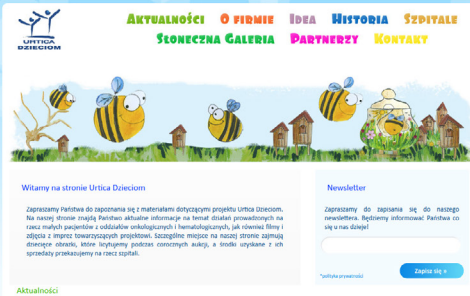 URTICA
DZIECIOM
AKTUALNOŚCI O FIRMIE IDEA HISTORIA SZPITALE
SŁONECZNA GALERIA PARTNERZY KONTAKT
Witamy na stronie Urtica Dzieciom
Zapraszamy Państwa do zapoznania się z materiałami dotyczącymi projektu Urtica Dzieciom.
Na naszej stronie znajdą Państwo aktualne informacje na temat działań prowadzonych na
rzecz małych pacjentów z oddziałów onkologicznych i hematologicznych, jak również filmy i
zdjęcia z imprez towarzyszących projektowi. Szczególne miejsce na naszej stronie zajmują
dziecięce obrazki, które licytujemy podczas corocznych aukcji, a środki uzyskane z ich
sprzedaży przekazujemy na rzecz szpitali.
Newsletter
Zapraszamy do zapisania się do naszego
newslettera. Będziemy informować Państwa co
się u nas dzieje!
*polityka prywatności
Zapisz się »
Aktualności